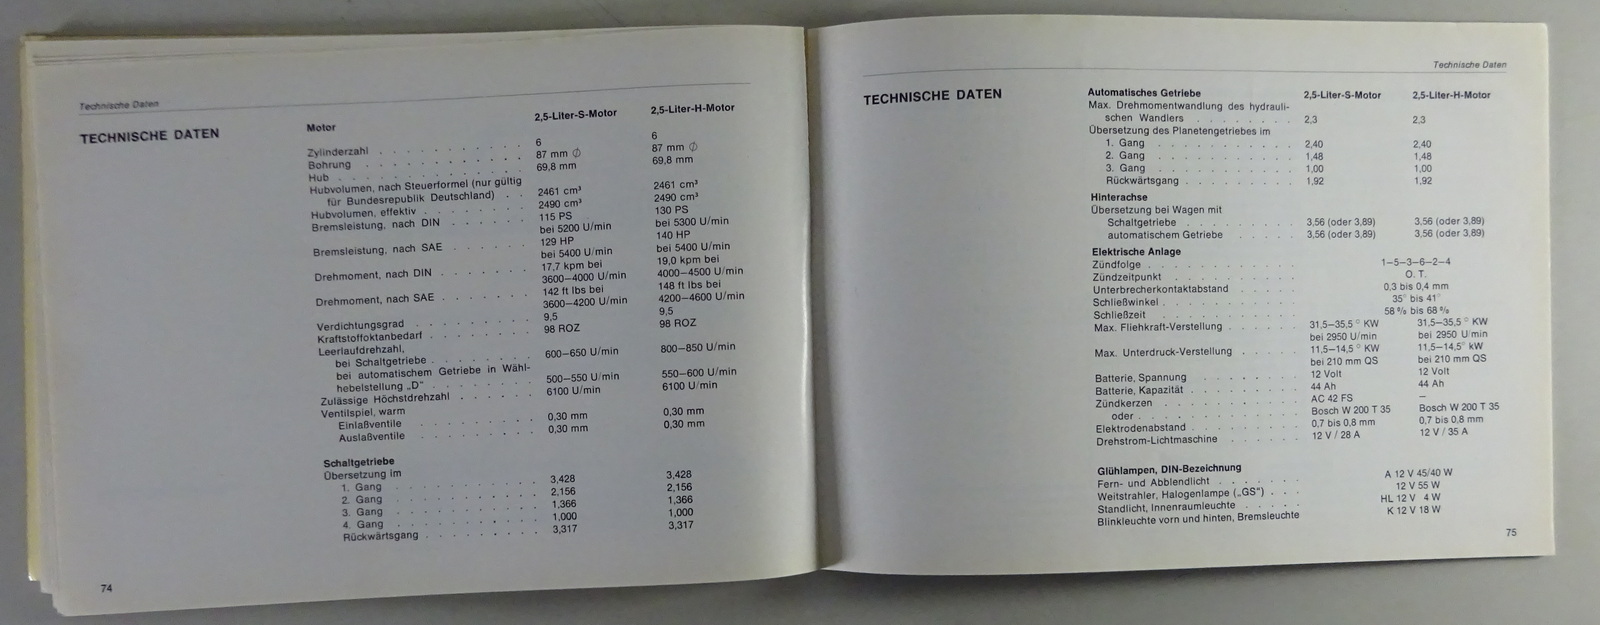 Technische Daten
TECHNISCHE DATEN
Motor 2,5-Liter-S-Motor 2,5-Liter-H-Motor
Zylinderzahl . . . . . . . . . . . 6 6
Bohrung . . . . . . . . . . . . 87 mm ∅ 87 mm ∅
Hub . . . . . . . . . . . . . . 69,8 mm 69,8 mm
Hubvolumen, nach Steuerformel (nur gültig
für Bundesrepublik Deutschland) . . 2461 cm³ 2461 cm³
Hubvolumen, effektiv . . . . . . . 2490 cm³ 2490 cm³
Bremsleistung, nach DIN . . . . . . 115 PS 130 PS
bei 5200 U/min bei 5300 U/min
Bremsleistung, nach SAE . . . . . . 129 HP 140 HP
bei 5400 U/min bei 5400 U/min
Drehmoment, nach DIN . . . . . . . 17,7 kpm bei 19,0 kpm bei
3600—4000 U/min 4000—4500 U/min
Drehmoment, nach SAE . . . . . . . 142 ft lbs bei 148 ft lbs bei
3600—4200 U/min 4200—4600 U/min
Verdichtungsgrad . . . . . . . . . 9,5 9,5
Kraftstoffoktanbedarf . . . . . . . 98 ROZ 98 ROZ
Leerlaufdrehzahl,
bei Schaltgetriebe . . . . . . . . 600—650 U/min 800—850 U/min
bei automatischem Getriebe in Wähl-
hebelstellung „D" . . . . . . . . 500—550 U/min 550—600 U/min
Zulässige Höchstdrehzahl . . . . . . 6100 U/min 6100 U/min
Ventilspiel, warm
Einlaßventile . . . . . . . . . . 0,30 mm 0,30 mm
Auslaßventile . . . . . . . . . . 0,30 mm 0,30 mm
Schaltgetriebe
Übersetzung im
1. Gang . . . . . . . . . . . . 3,428 3,428
2. Gang . . . . . . . . . . . . 2,156 2,156
3. Gang . . . . . . . . . . . . 1,366 1,366
4. Gang . . . . . . . . . . . . 1,000 1,000
Rückwärtsgang . . . . . . . . . 3,317 3,317
74
Technische Daten
TECHNISCHE DATEN
Automatisches Getriebe 2,5-Liter-S-Motor 2,5-Liter-H-Motor
Max. Drehmomentwandlung des hydrauli-
schen Wandlers . . . . . . . . 2,3 2,3
Übersetzung des Planetengetriebes im
1. Gang . . . . . . . . . . . 2,40 2,40
2. Gang . . . . . . . . . . . 1,48 1,48
3. Gang . . . . . . . . . . . 1,00 1,00
Rückwärtsgang . . . . . . . . . 1,92 1,92
Hinterachse
Übersetzung bei Wagen mit
Schaltgetriebe . . . . . . . . . 3,56 (oder 3,89) 3,56 (oder 3,89)
automatischem Getriebe . . . . . . 3,56 (oder 3,89) 3,56 (oder 3,89)
Elektrische Anlage
Zündfolge . . . . . . . . . . . . 1—5—3—6—2—4
Zündzeitpunkt . . . . . . . . . . O. T.
Unterbrecherkontaktabstand . . . . . 0,3 bis 0,4 mm
Schließwinkel . . . . . . . . . . . 35° bis 41°
Schließzeit . . . . . . . . . . . . 58 % bis 68 %
Max. Fliehkraft-Verstellung . . . . . . 31,5—35,5 ° KW 31,5—35,5 ° KW
bei 2950 U/min bei 2950 U/min
Max. Unterdruck-Verstellung . . . . . 11,5—14,5 ° KW 11,5—14,5° kW
bei 210 mm QS bei 210 mm QS
Batterie, Spannung . . . . . . . . 12 Volt 12 Volt
Batterie, Kapazität . . . . . . . . . 44 Ah 44 Ah
Zündkerzen . . . . . . . . . . . AC 42 FS —
oder . . . . . . . . . . . . . Bosch W 200 T 35 Bosch W 200 T 35
Elektrodenabstand . . . . . . . . . 0,7 bis 0,8 mm 0,7 bis 0,8 mm
Drehstrom-Lichtmaschine . . . . . . 12 V / 28 A 12 V / 35 A
Glühlampen, DIN-Bezeichnung
Fern- und Abblendlicht . . . . . . . A 12 V 45/40 W
Weitstrahler, Halogenlampe („GS") . . . 12 V 55 W
Standlicht, Innenraumleuchte . . . . . HL 12 V 4 W
Blinkleuchte vorn und hinten, Bremsleuchte K 12 V 18 W
75